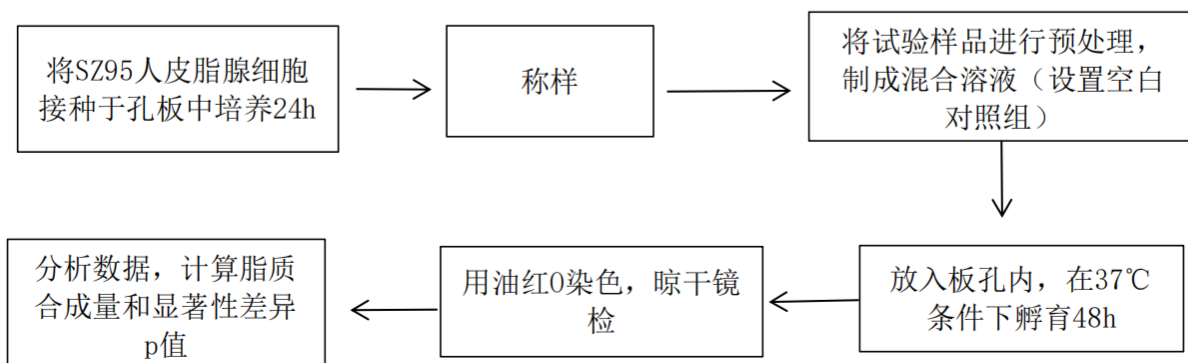 将SZ95人皮脂腺细胞
接种于孔板中培养24h
称样
将试验样品进行预处理，
制成混合溶液（设置空白
对照组）
放入板孔内，在37℃
条件下孵育48h
用油红O染色，晾干镜
检
分析数据，计算脂质
合成量和显著性差异
p值